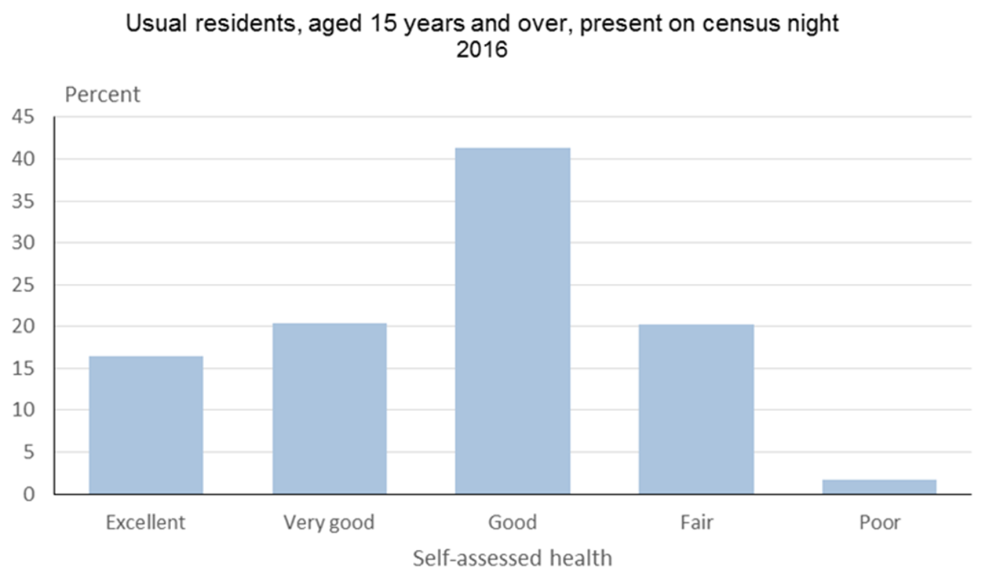 Usual residents, aged 15 years and over, present on census night
2016
Percent
45
40
35
30
25
20
15
10
5
0
Excellent Very good Good Fair Poor
Self-assessed health